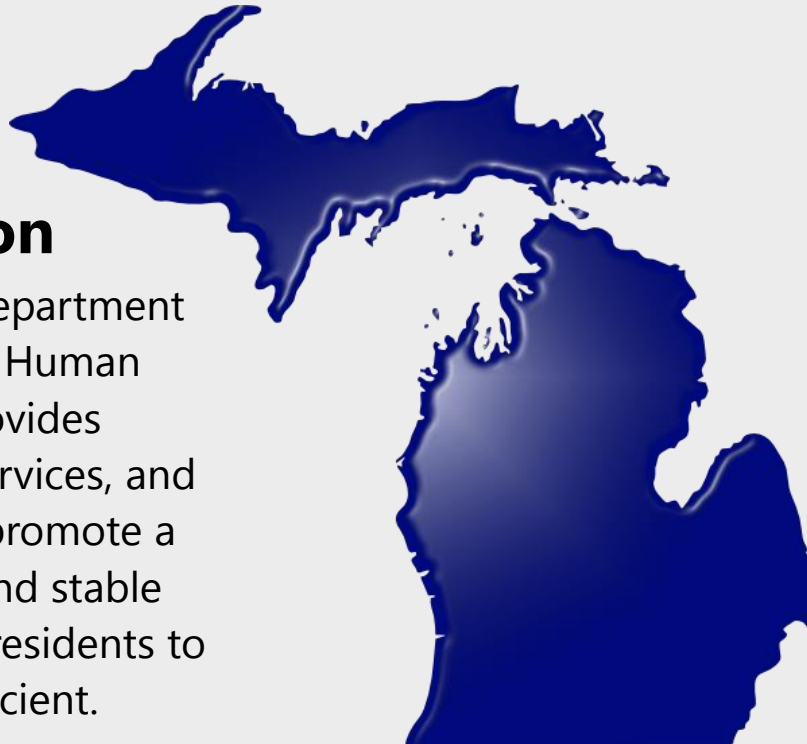 on
epartment
Human
ovides
rvices, and
promote a
nd stable
residents to
cient.